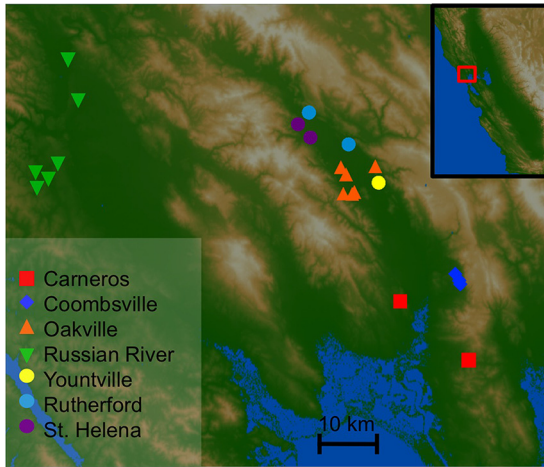 Carneros
Coombsville
Oakville
Russian River
Yountville
Rutherford
St. Helena
10 km